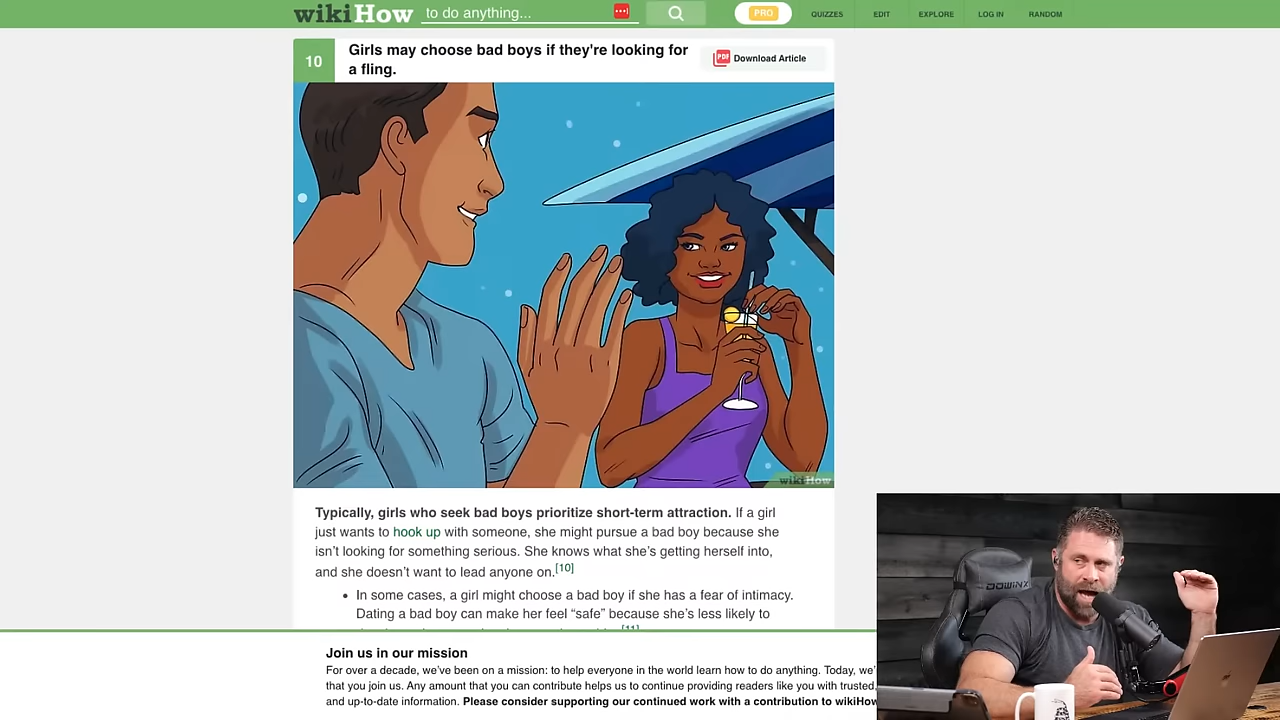 wikiHow to do anything... PRO QUIZZES EDIT EXPLORE LOG IN RANDOM
10 Girls may choose bad boys if they're looking for
a fling.
Download Article
PDF
wikiHow
Typically, girls who seek bad boys prioritize short-term attraction. If a girl
just wants to hook up with someone, she might pursue a bad boy because she
isn't looking for something serious. She knows what she's getting herself into,
and she doesn't want to lead anyone on.[10]
• In some cases, a girl might choose a bad boy if she has a fear of intimacy.
Dating a bad boy can make her feel “safe” because she's less likely to
[11]
Join us in our mission
For over a decade, we've been on a mission: to help everyone in the world learn how to do anything. Today, we'
that you join us. Any amount that you can contribute helps us to continue providing readers like you with trusted,
and up-to-date information. Please consider supporting our continued work with a contribution to wikiHow
DOWINX